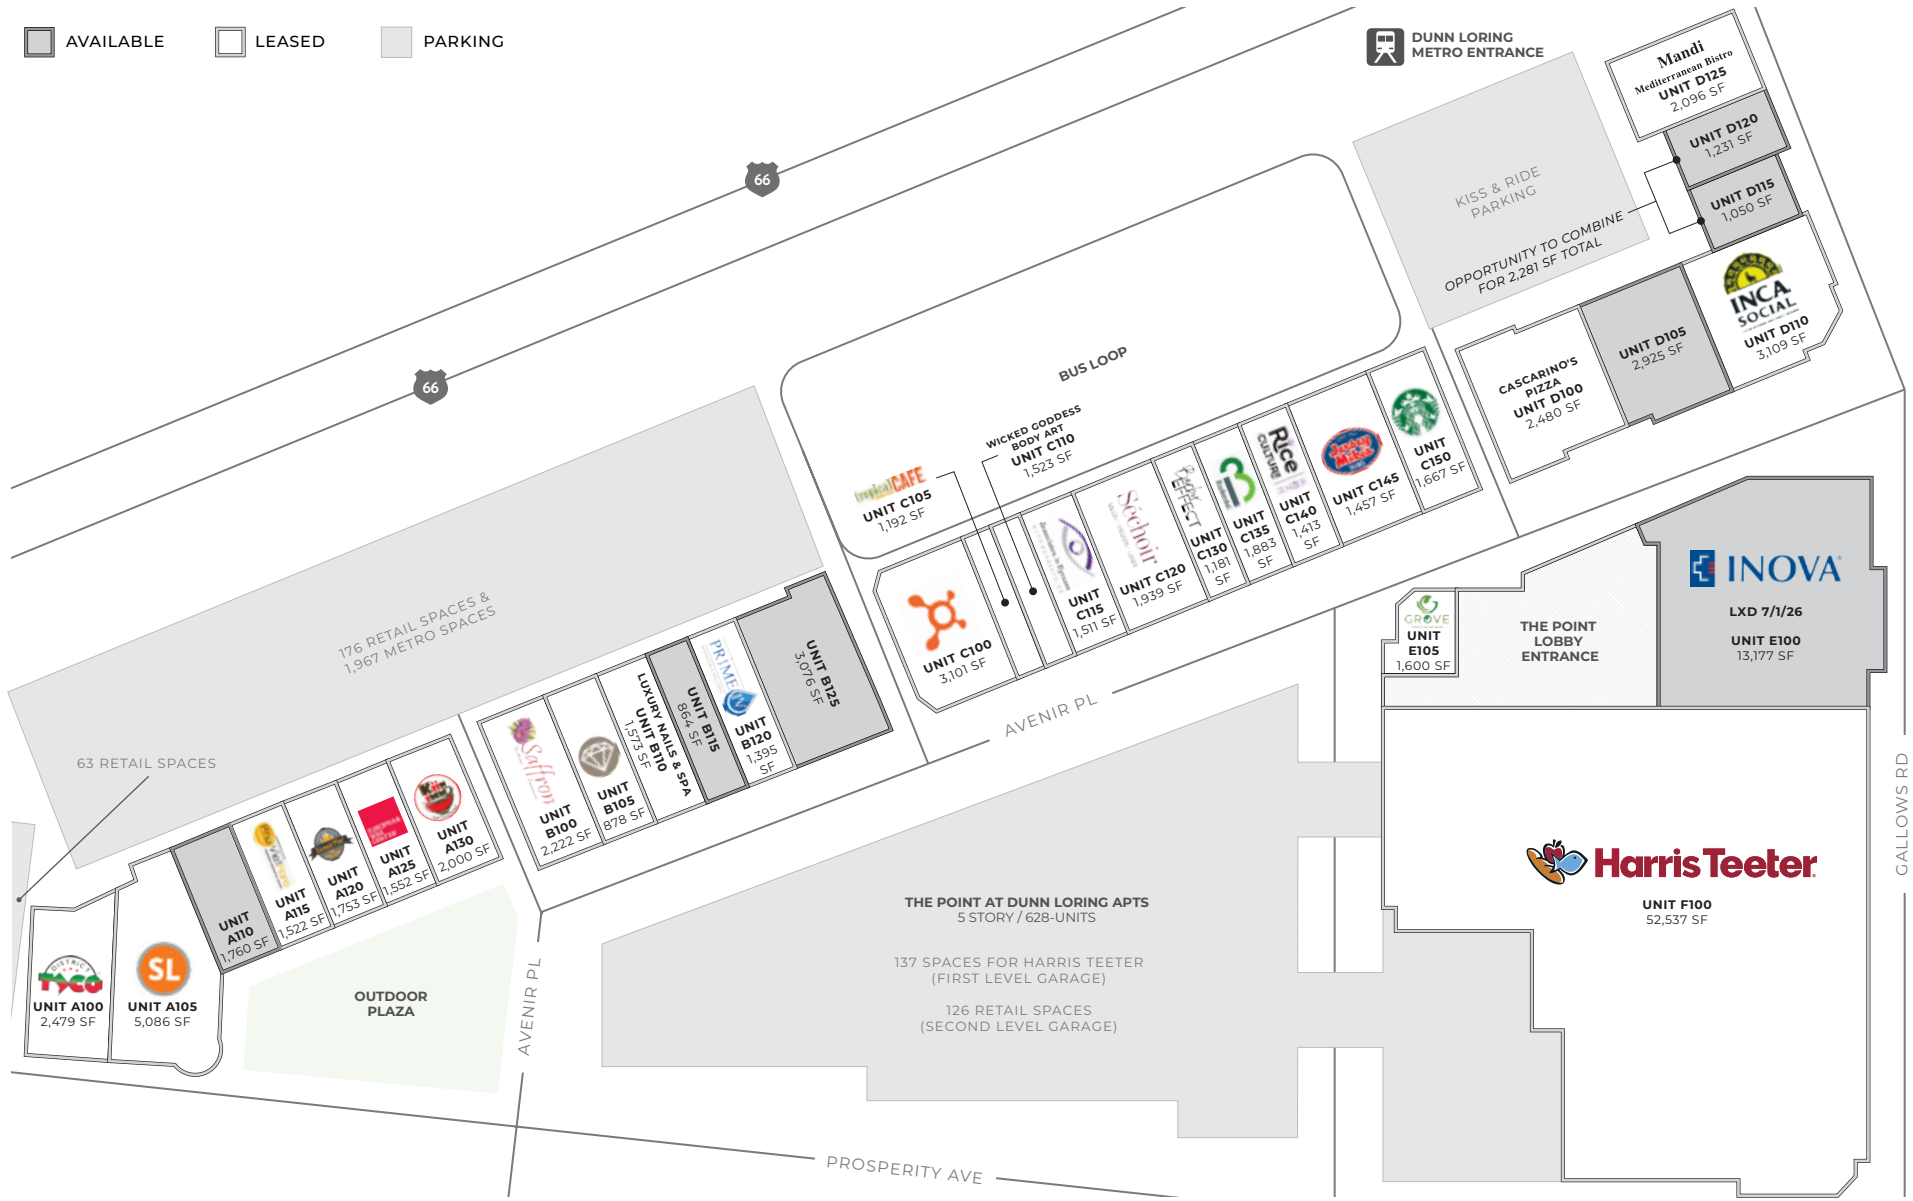 AVAILABLE
LEASED
PARKING
DUNN LORING
METRO ENTRANCE
66
66
Mandi
Mediterranean Bistro
UNIT D125
2,096 SF
UNIT D120
1,231 SF
UNIT D115
1,050 SF
KISS & RIDE
PARKING
OPPORTUNITY TO COMBINE
FOR 2,281 SF TOTAL
INCA
SOCIAL
UNIT D110
3,109 SF
UNIT D105
2,925 SF
CASCARINO'S
PIZZA
UNIT D100
2,480 SF
BUS LOOP
tropical CAFE
UNIT C105
1,192 SF
WICKED GODDESS
BODY ART
UNIT C110
1,523 SF
UNIT C100
3,101 SF
UNIT
C115
1,511 SF
Séchoir
UNIT C120
1,939 SF
EFFECT
UNIT
C130
1,181
SF
UNIT
C135
1,883
SF
Rice
CULTURE
UNIT
C140
1,413
SF
Jersey
Mike's
UNIT C145
1,457 SF
UNIT
C150
1,667 SF
176 RETAIL SPACES &
1,967 METRO SPACES
63 RETAIL SPACES
Saffron
UNIT
B100
2,222 SF
UNIT
B105
878 SF
LUXURY NAILS & SPA
UNIT B110
1,573 SF
UNIT B115
864 SF
PRIME
UNIT
B120
1,395
SF
UNIT B125
3,076 SF
DISTRICT
TACO
UNIT A100
2,479 SF
SL
UNIT A105
5,086 SF
UNIT
A110
1,760 SF
UNIT
A115
1,522 SF
UNIT
A120
1,753 SF
EUROPEAN
WAX CENTER
UNIT
A125
1,552 SF
UNIT
A130
2,000 SF
OUTDOOR
PLAZA
AVENIR PL
AVENIR PL
PROSPERITY AVE
GALLOWS RD
THE POINT AT DUNN LORING APTS
5 STORY / 628-UNITS
137 SPACES FOR HARRIS TEETER
(FIRST LEVEL GARAGE)
126 RETAIL SPACES
(SECOND LEVEL GARAGE)
GROVE
UNIT
E105
1,600 SF
THE POINT
LOBBY
ENTRANCE
INOVA
LXD 7/1/26
UNIT E100
13,177 SF
Harris Teeter
UNIT F100
52,537 SF